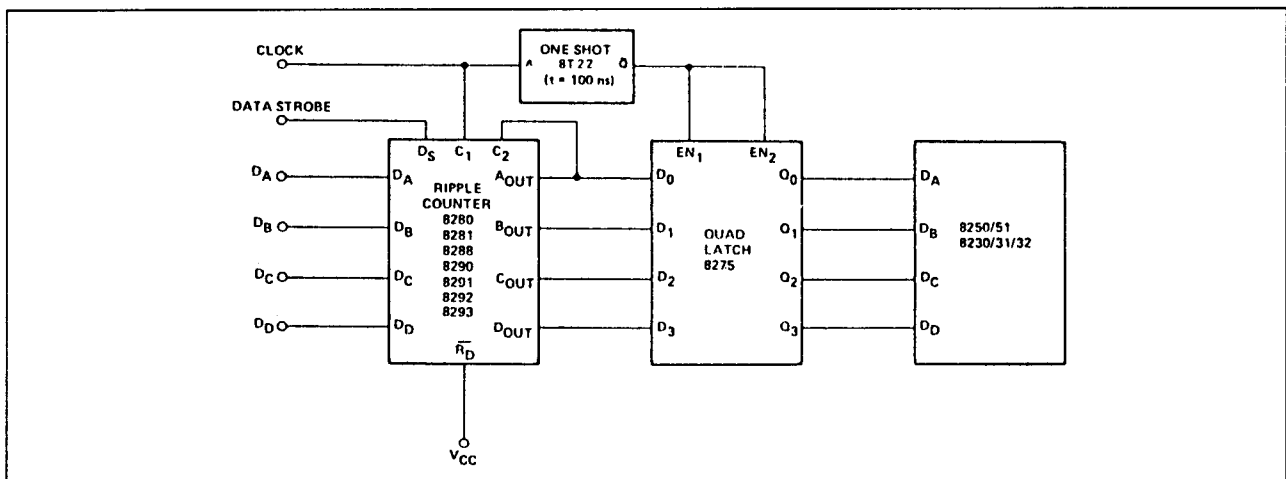 CLOCK
DATA STROBE
ONE SHOT
8T22
(t = 100 ns)
A
Q̄
D_S C_1 C_2
EN_1 EN_2
D_A
D_B
D_C
D_D
D_A
D_B
D_C
D_D
RIPPLE
COUNTER
8280
8281
8288
8290
8291
8292
8293
A_OUT
B_OUT
C_OUT
D_OUT
R̄_D
V_CC
D_0
D_1
D_2
D_3
QUAD
LATCH
8275
Q_0
Q_1
Q_2
Q_3
D_A
D_B
D_C
D_D
8250/51
8230/31/32